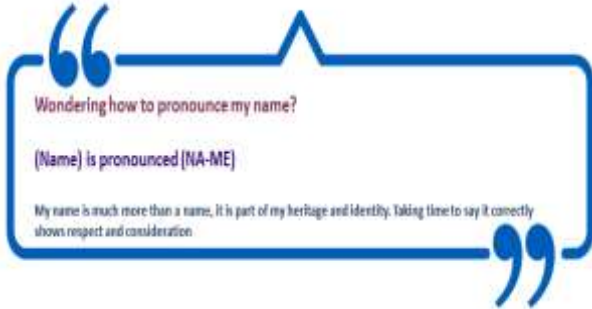 Wondering how to pronounce my name?
(Name) is pronounced (NA-ME)
My name is much more than a name, it is part of my heritage and identity. Taking time to say it correctly
shows respect and consideration